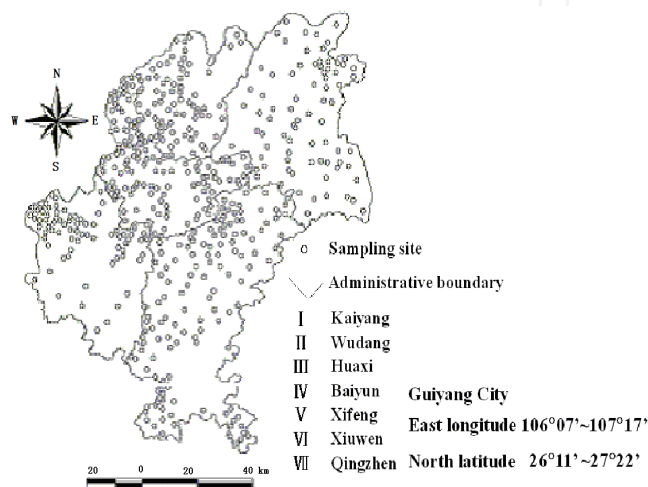 N
W E
S
Sampling site
Administrative boundary
Ⅰ Kaiyang
Ⅱ Wudang
Ⅲ Huaxi
Ⅳ Baiyun
Ⅴ Xifeng
Ⅵ Xiuwen
Ⅶ Qingzhen
Guiyang City
East longitude 106°07’~107°17’
North latitude 26°11’~27°22’
20 0 20 40 km